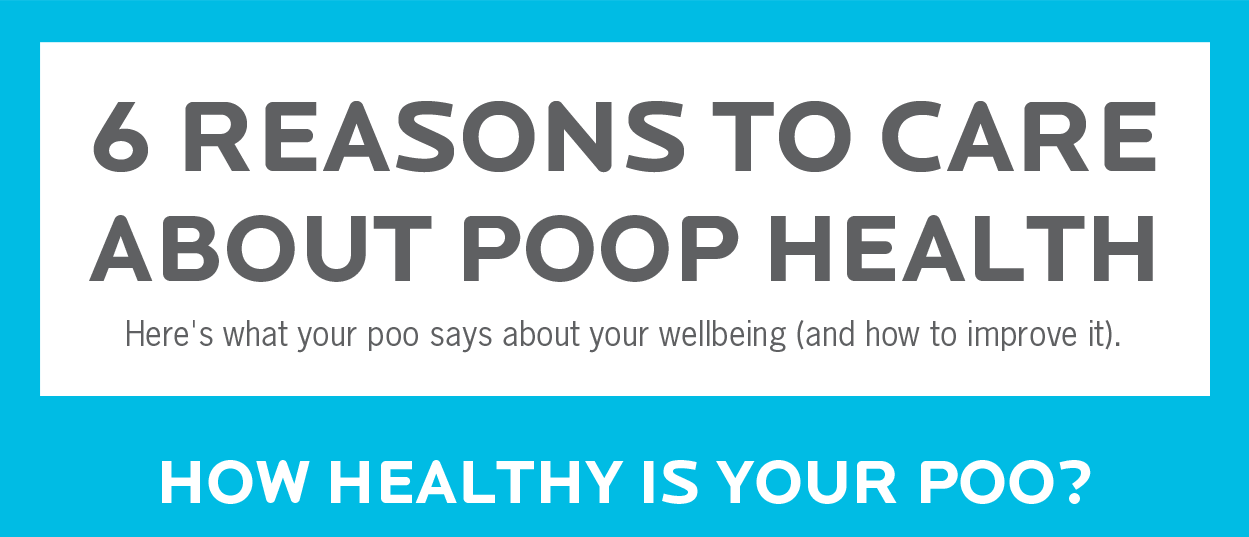 6 REASONS TO CARE
ABOUT POOP HEALTH
Here's what your poo says about your wellbeing (and how to improve it).
HOW HEALTHY IS YOUR POO?